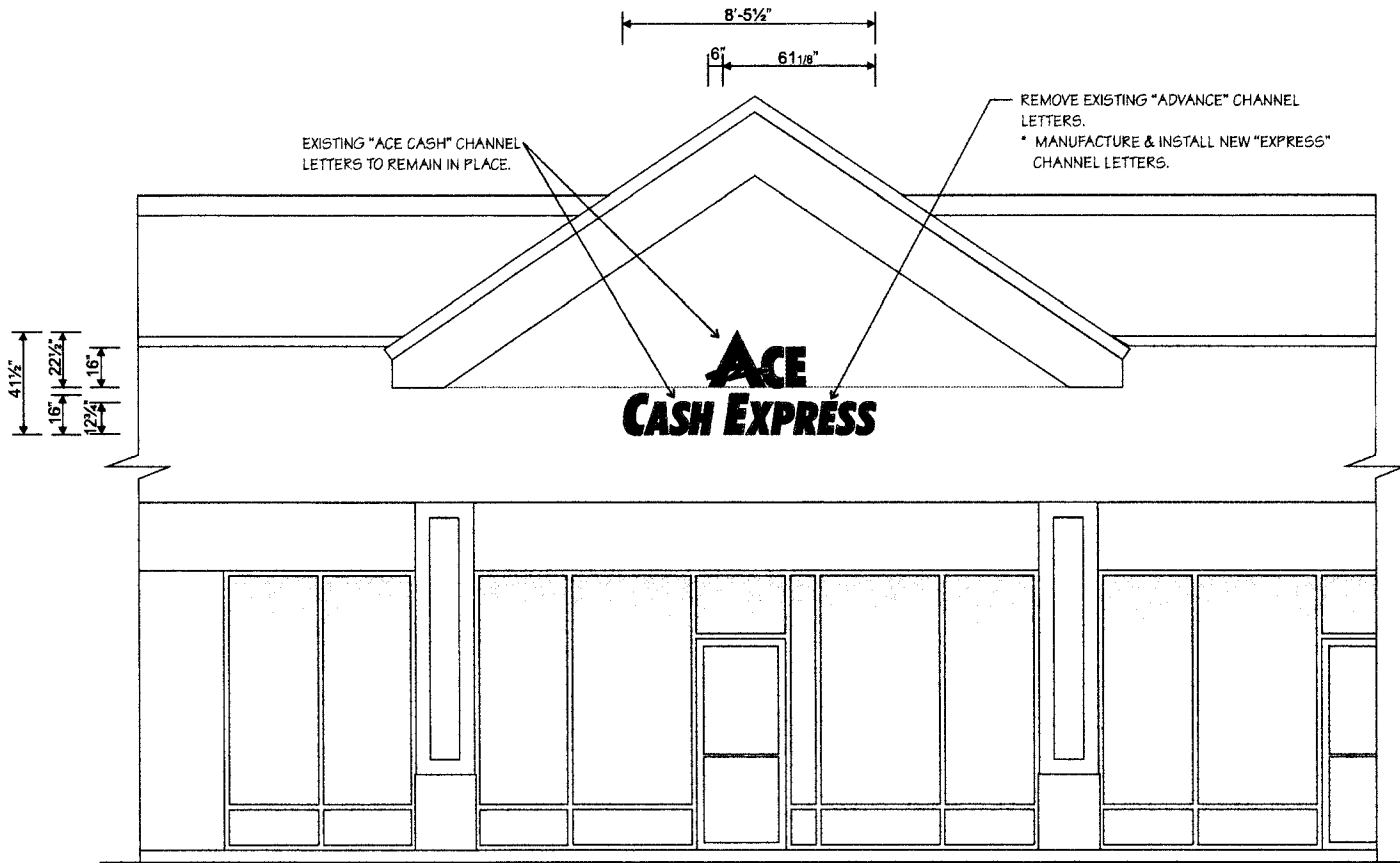 8'-5½"
6"
61 1/8"
REMOVE EXISTING "ADVANCE" CHANNEL
LETTERS.
* MANUFACTURE & INSTALL NEW "EXPRESS"
CHANNEL LETTERS.
EXISTING "ACE CASH" CHANNEL
LETTERS TO REMAIN IN PLACE.
41½"
22½"
16"
16"
12¾"
ACE
CASH EXPRESS